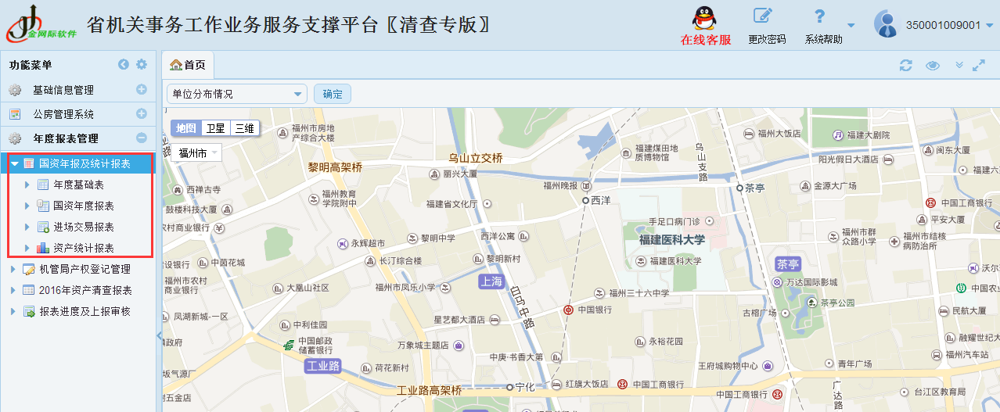 金网际软件
省机关事务工作业务服务支撑平台〖清查专版〗
在线客服
更改密码
系统帮助
350001009001
功能菜单
基础信息管理
公房管理系统
年度报表管理
国资年报及统计报表
年度基础表
国资年度报表
进场交易报表
资产统计报表
机管局产权登记管理
2016年资产清查报表
报表进度及上报审核
首页
单位分布情况
确定
地图
卫星
三维
福州市
福州市房地
产综合大楼
黎明高架桥
乌山立交桥
丽兴大厦
福州教育
学院附中
西禅古寺
鼓楼科技大厦
农村商业银行
福建省文化厅
福州晚报
西洋
福建煤田地
质博物馆
乌山支路
福州大饭店
福建大剧院
闽东大厦
阳光假日大酒店
福建六
茶亭
金源大广场
中国工商银行
平安大厦
手足口病门诊
福建医科大学
福建医科大学
福州市群
众路小学
福州市结核
病防治所
永辉超市
黎明中学
西洋公寓
长汀综合楼
黎明新村
上海
白马中路
建设银行
中茵花城
福州市农村
商业银行
大凰山社区
福州市凤乐小学
福州三十六中学
茶亭
万达国际影城
茶亭公园
沃尔
中国农业
古榕广场
民航大厦
凤湖新城-一区
中利佳园
星艺都大酒店
中国银行
镇政府
中国邮政
储蓄银行
万象城主题店
永裕花园
融耀世纪大
福州汽车站
坂气源厂
工业路
荷花新村
中庚·书香大第
王府城购物中心
青年广场
工业路高架桥
宁化
红旗大饭店
中国工商银行
中国工商银行
广达路
台江区教育局
五金店